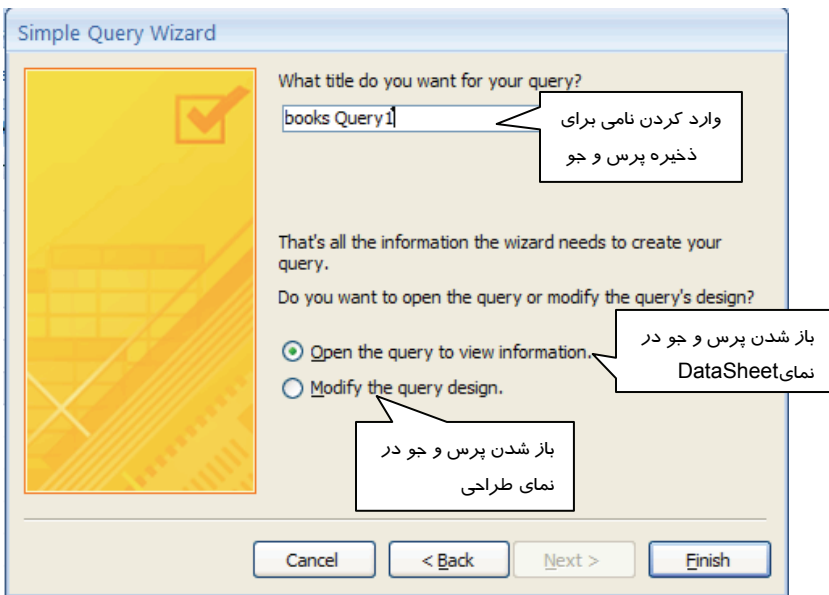 Simple Query Wizard
What title do you want for your query?
books Query1
وارد کردن نامی برای
ذخیره پرس و جو
That's all the information the wizard needs to create your
query.
Do you want to open the query or modify the query's design?
Open the query to view information.
باز شدن پرس و جو در
نمایDataSheet
Modify the query design.
باز شدن پرس و جو در
نمای طراحی
Cancel
< Back
Next >
Finish